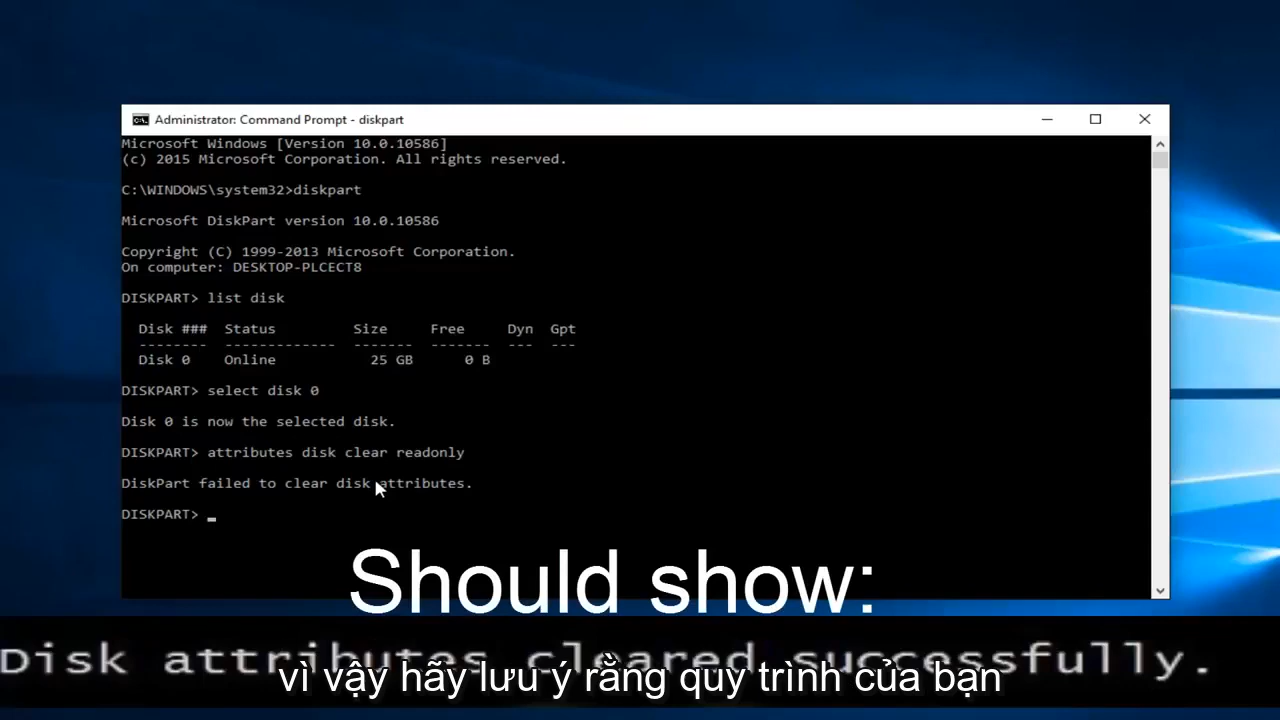 Administrator: Command Prompt - diskpart
Microsoft Windows [Version 10.0.10586]
(c) 2015 Microsoft Corporation. All rights reserved.
C:\WINDOWS\system32>diskpart
Microsoft DiskPart version 10.0.10586
Copyright (C) 1999-2013 Microsoft Corporation.
On computer: DESKTOP-PLCECT8
DISKPART> list disk
Disk ### Status Size Free Dyn Gpt
-------- ------------- ------- ------- --- ---
Disk 0 Online 25 GB 0 B
DISKPART> select disk 0
Disk 0 is now the selected disk.
DISKPART> attributes disk clear readonly
DiskPart failed to clear disk attributes.
DISKPART> _
Should show:
Disk attributes cleared successfully.
vì vậy hãy lưu ý rằng quy trình của bạn